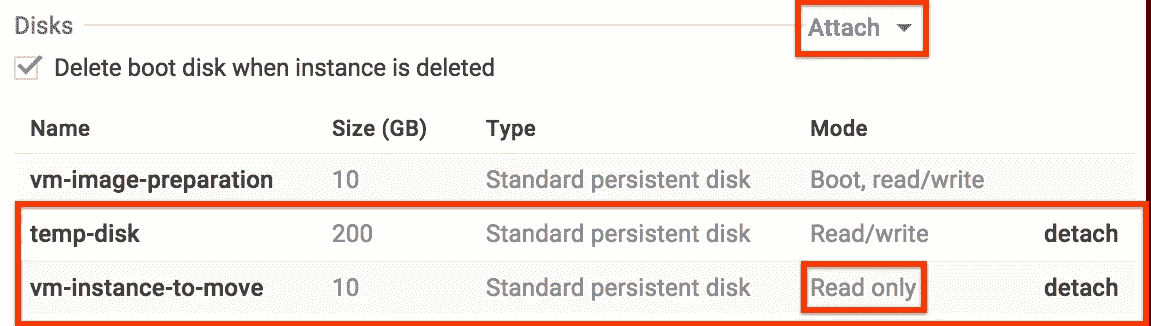 Disks Attach
Delete boot disk when instance is deleted
Name Size (GB) Type Mode
vm-image-preparation 10 Standard persistent disk Boot, read/write
temp-disk 200 Standard persistent disk Read/write detach
vm-instance-to-move 10 Standard persistent disk Read only detach